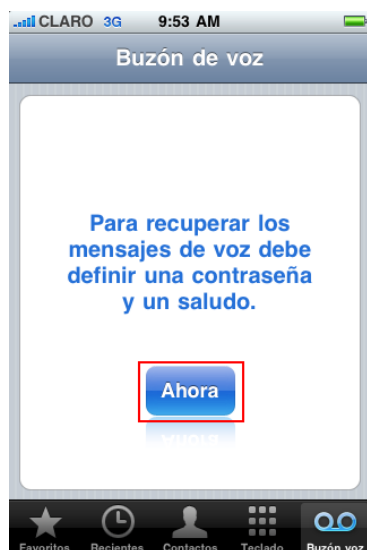 CLARO 3G 9:53 AM
Buzón de voz
Para recuperar los
mensajes de voz debe
definir una contraseña
y un saludo.
Ahora
Favoritos Recientes Contactos Teclado Buzón voz